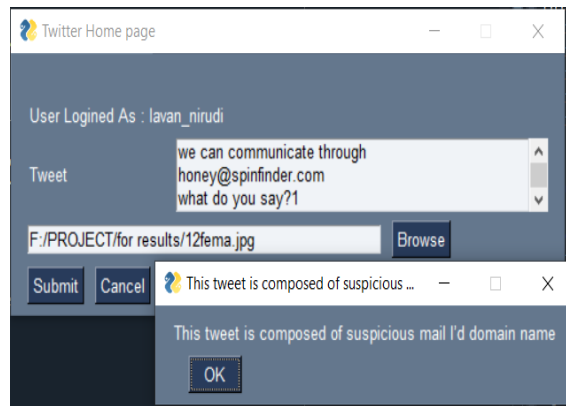 Twitter Home page
User Logined As : lavan_nirudi
Tweet
we can communicate through
honey@spinfinder.com
what do you say?1
F:/PROJECT/for results/12fema.jpg
Browse
Submit
Cancel
This tweet is composed of suspicious ...
This tweet is composed of suspicious mail I'd domain name
OK